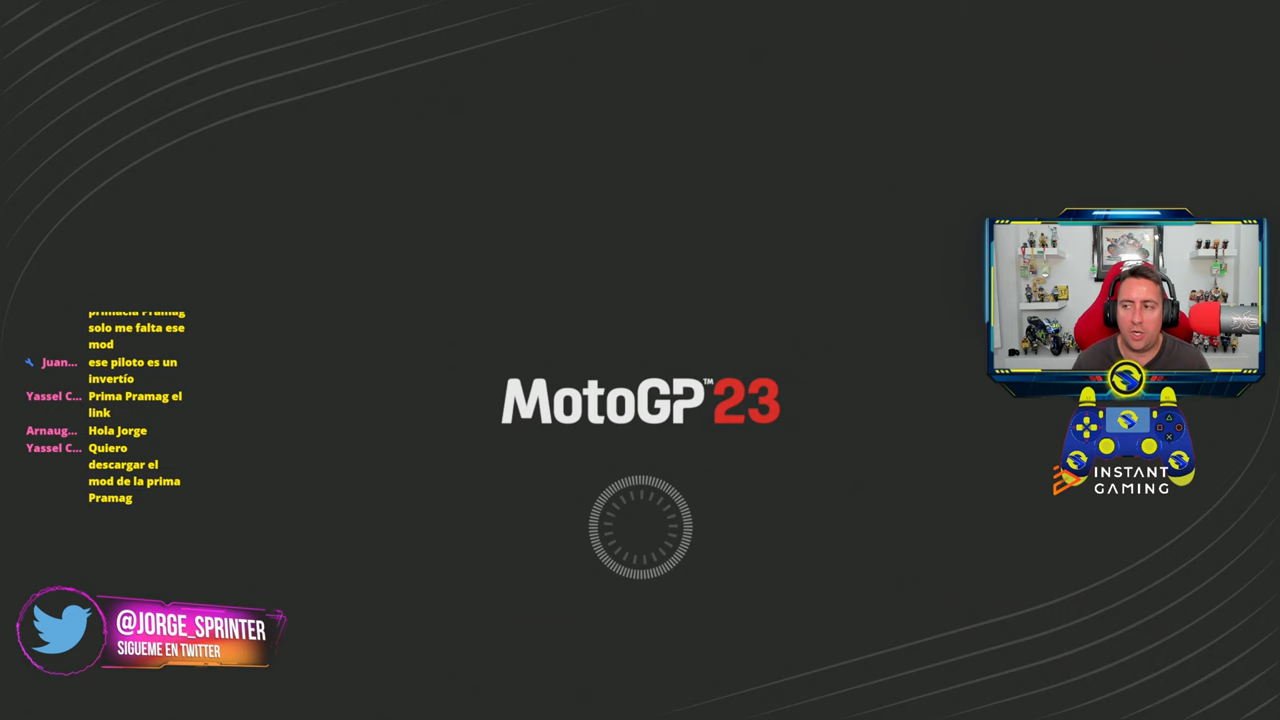 primacia Pramag
solo me falta ese
mod
Juan... ese piloto es un
invertío
Yassel C... Prima Pramag el
link
Arnaug... Hola Jorge
Yassel C... Quiero
descargar el
mod de la prima
Pramag
MotoGP™23
INSTANT
GAMING
@JORGE_SPRINTER
SIGUEME EN TWITTER